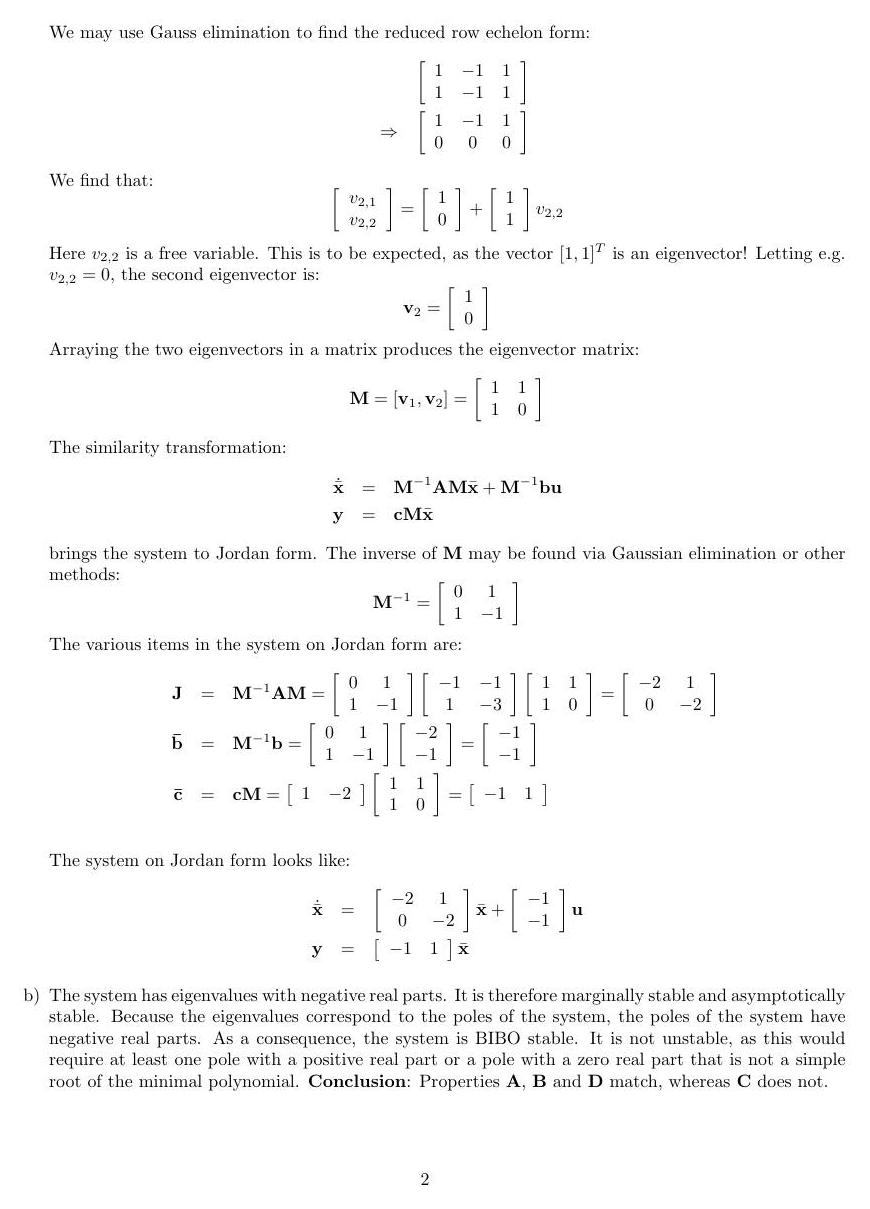 We may use Gauss elimination to find the reduced row echelon form:
[ 1 −1 1 ; 1 −1 1 ]
⇒ [ 1 −1 1 ; 0 0 0 ]
We find that:
[ v₂,₁ ; v₂,₂ ] = [ 1 ; 0 ] + [ 1 ; 1 ] v₂,₂
Here v₂,₂ is a free variable. This is to be expected, as the vector [1, 1]ᵀ is an eigenvector! Letting e.g.
v₂,₂ = 0, the second eigenvector is:
v₂ = [ 1 ; 0 ]
Arraying the two eigenvectors in a matrix produces the eigenvector matrix:
M = [v₁, v₂] = [ 1 1 ; 1 0 ]
The similarity transformation:
x̄̇ = M⁻¹AMx̄ + M⁻¹bu
y = cMx̄
brings the system to Jordan form. The inverse of M may be found via Gaussian elimination or other
methods:
M⁻¹ = [ 0 1 ; 1 −1 ]
The various items in the system on Jordan form are:
J = M⁻¹AM = [ 0 1 ; 1 −1 ] [ −1 −1 ; 1 −3 ] [ 1 1 ; 1 0 ] = [ −2 1 ; 0 −2 ]
b̄ = M⁻¹b = [ 0 1 ; 1 −1 ] [ −2 ; −1 ] = [ −1 ; −1 ]
c̄ = cM = [ 1 −2 ] [ 1 1 ; 1 0 ] = [ −1 1 ]
The system on Jordan form looks like:
x̄̇ = [ −2 1 ; 0 −2 ] x̄ + [ −1 ; −1 ] u
y = [ −1 1 ] x̄
b) The system has eigenvalues with negative real parts. It is therefore marginally stable and asymptotically
stable. Because the eigenvalues correspond to the poles of the system, the poles of the system have
negative real parts. As a consequence, the system is BIBO stable. It is not unstable, as this would
require at least one pole with a positive real part or a pole with a zero real part that is not a simple
root of the minimal polynomial. Conclusion: Properties A, B and D match, whereas C does not.
2